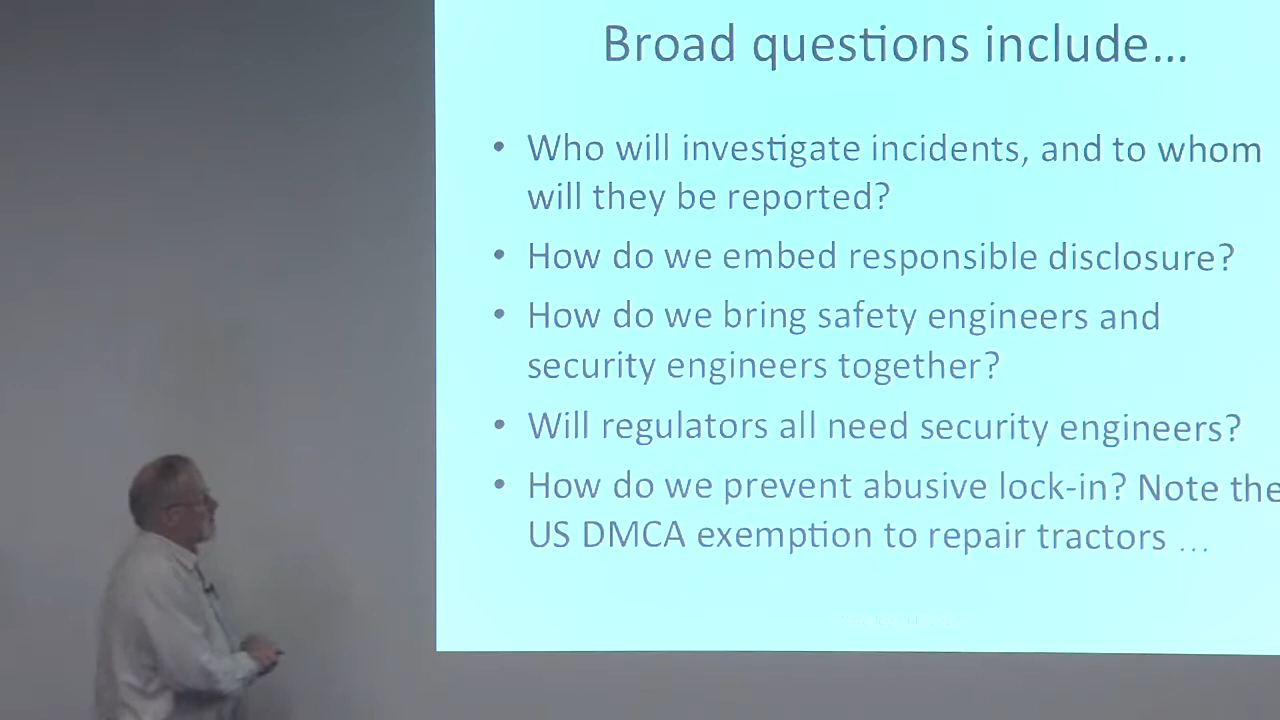 Broad questions include...
• Who will investigate incidents, and to whom
will they be reported?
• How do we embed responsible disclosure?
• How do we bring safety engineers and
security engineers together?
• Will regulators all need security engineers?
• How do we prevent abusive lock-in? Note the
US DMCA exemption to repair tractors ...